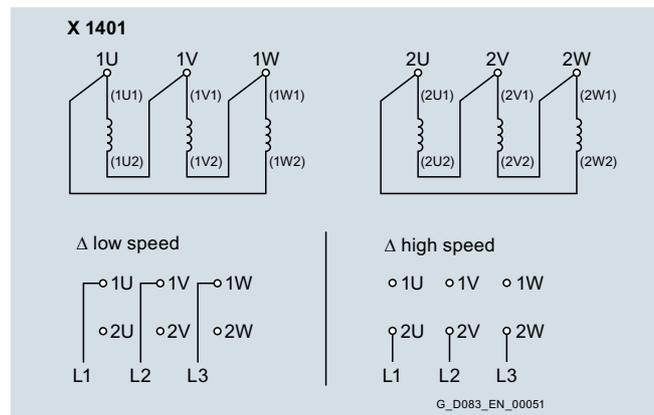 X 1401
1U 1V 1W 2U 2V 2W
(1U1) (1V1) (1W1) (2U1) (2V1) (2W1)
(1U2) (1V2) (1W2) (2U2) (2V2) (2W2)
Δ low speed Δ high speed
1U 1V 1W 1U 1V 1W
2U 2V 2W 2U 2V 2W
L1 L2 L3 L1 L2 L3
G_D083_EN_00051